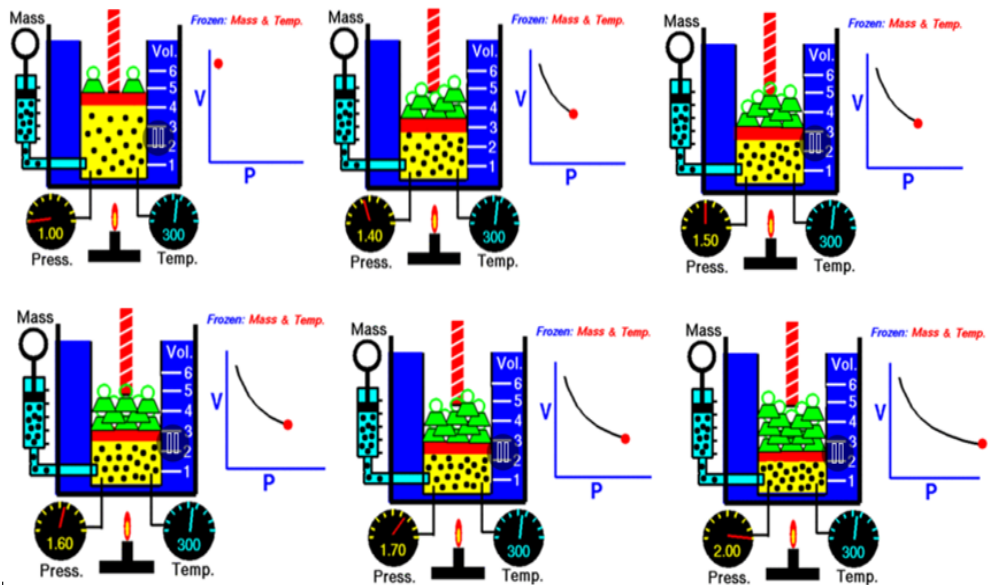 Mass
Frozen: Mass & Temp.
Vol.
6
5
4
3
2
1
V
P
1.00
300
Press.
Temp.
Mass
Frozen: Mass & Temp.
Vol.
6
5
4
3
2
1
V
P
1.40
300
Press.
Temp.
Mass
Frozen: Mass & Temp.
Vol.
6
5
4
3
2
1
V
P
1.50
300
Press.
Temp.
Mass
Frozen: Mass & Temp.
Vol.
6
5
4
3
2
1
V
P
1.60
300
Press.
Temp.
Mass
Frozen: Mass & Temp.
Vol.
6
5
4
3
2
1
V
P
1.70
300
Press.
Temp.
Mass
Frozen: Mass & Temp.
Vol.
6
5
4
3
2
1
V
P
2.00
300
Press.
Temp.